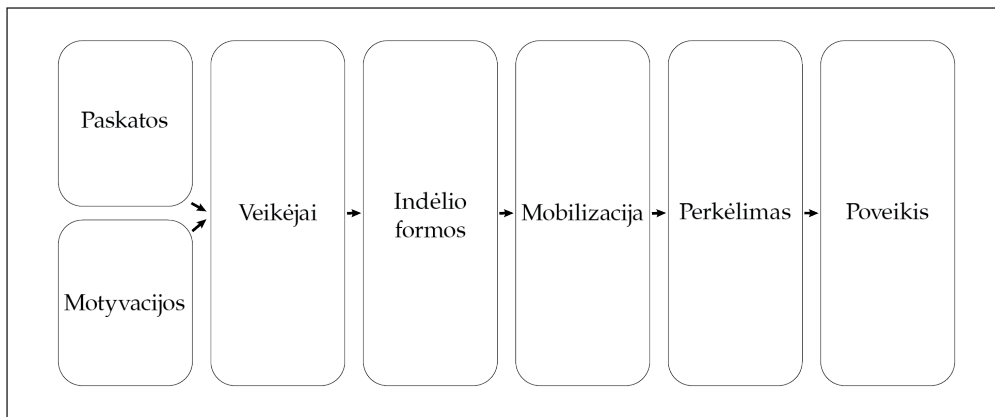 Paskatos
Motyvacijos
Veikėjai
Indėlio
formos
Mobilizacija
Perkėlimas
Poveikis